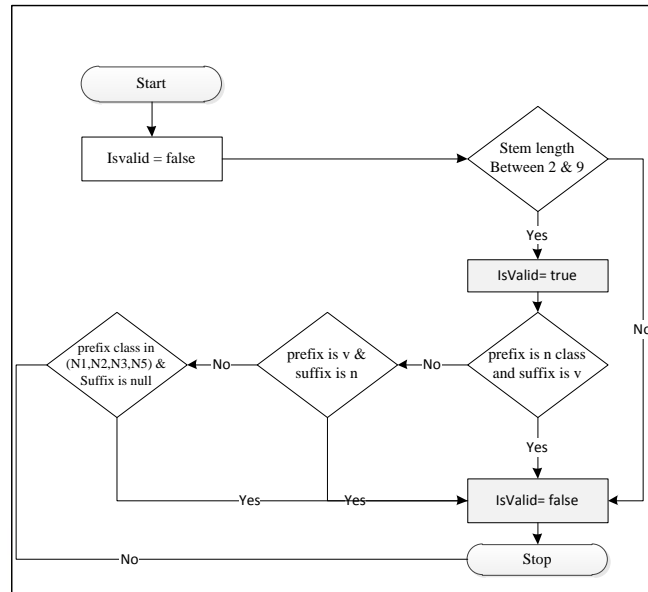 Start
Isvalid = false
Stem length
Between 2 & 9
Yes
No
IsValid= true
prefix class in
(N1,N2,N3,N5) &
Suffix is null
No
prefix is v &
suffix is n
No
prefix is n class
and suffix is v
Yes
Yes
Yes
IsValid= false
No
Stop